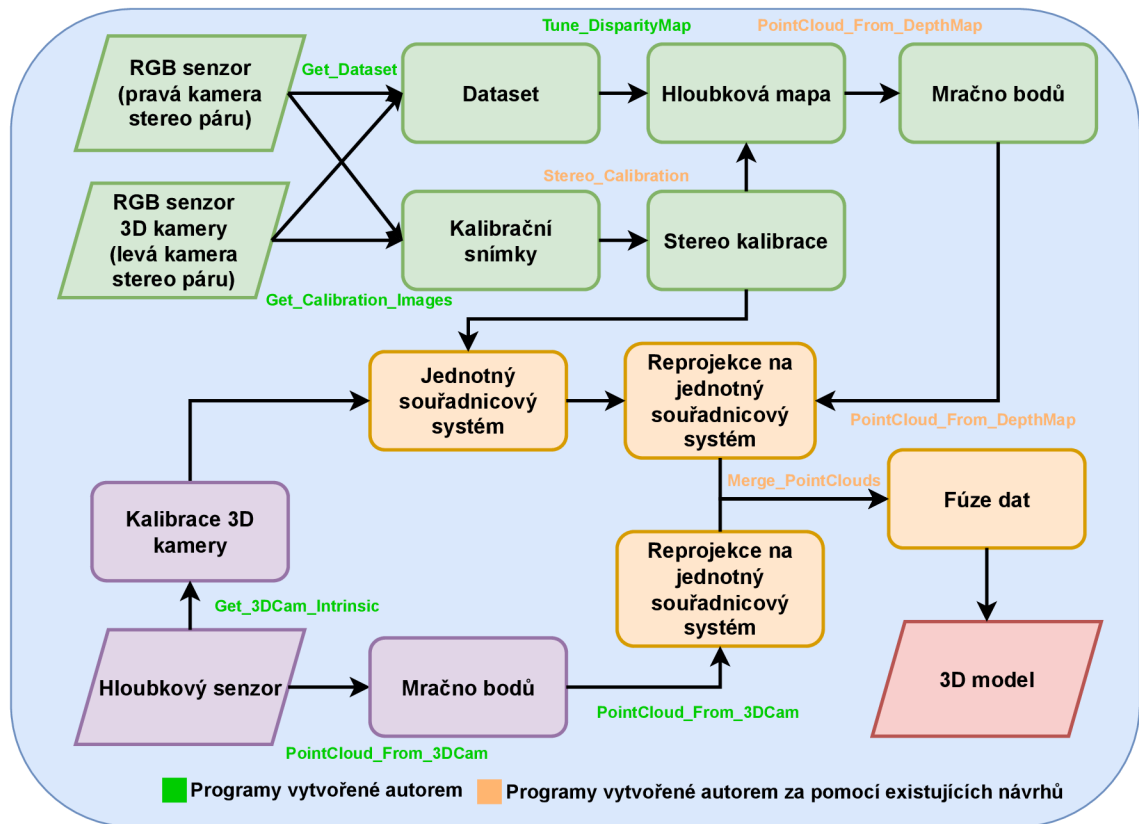 Tune_DisparityMap
PointCloud_From_DepthMap
RGB senzor
(pravá kamera
stereo páru)
Get_Dataset
Dataset
Hloubková mapa
Mračno bodů
Stereo_Calibration
RGB senzor
3D kamery
(levá kamera
stereo páru)
Kalibrační
snímky
Stereo kalibrace
Get_Calibration_Images
Jednotný
souřadnicový
systém
Reprojekce na
jednotný
souřadnicový
systém
PointCloud_From_DepthMap
Merge_PointClouds
Kalibrace 3D
kamery
Fúze dat
Reprojekce na
jednotný
souřadnicový
systém
Get_3DCam_Intrinsic
Hloubkový senzor
Mračno bodů
3D model
PointCloud_From_3DCam
PointCloud_From_3DCam
Programy vytvořené autorem
Programy vytvořené autorem za pomocí existujících návrhů